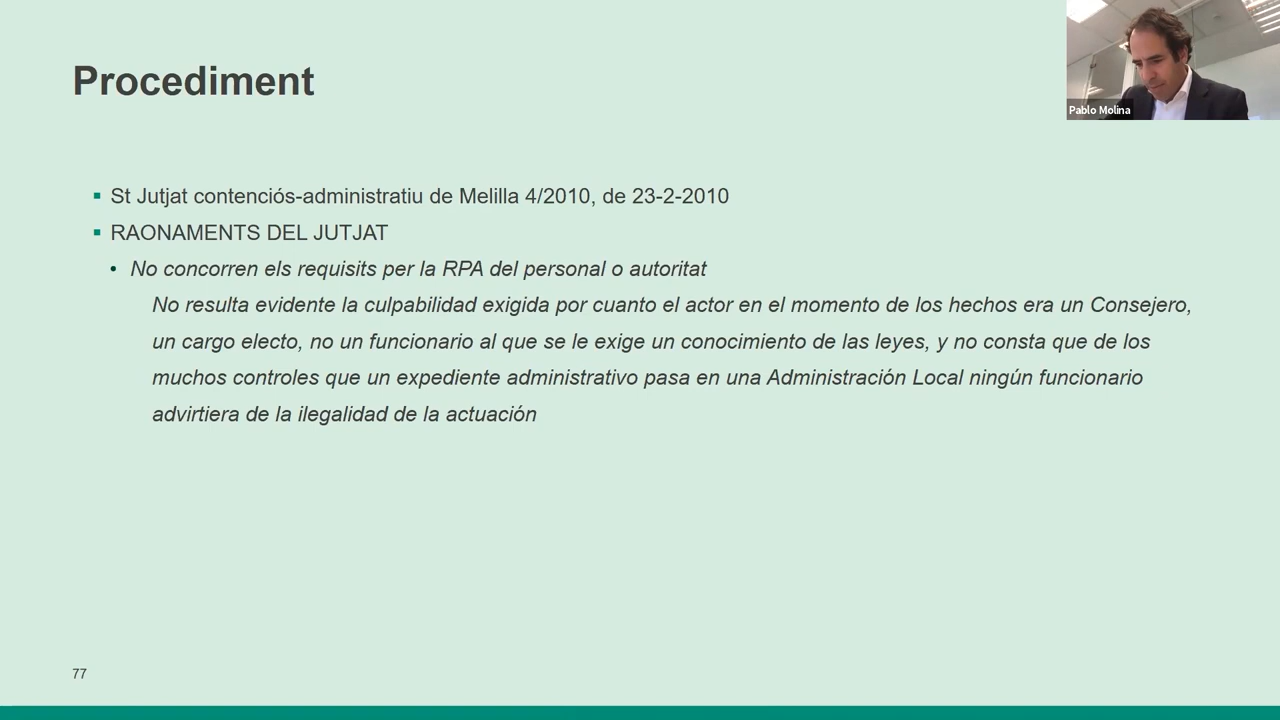 Procediment
Pablo Molina
St Jutjat contenciós-administratiu de Melilla 4/2010, de 23-2-2010
RAONAMENTS DEL JUTJAT
No concorren els requisits per la RPA del personal o autoritat
No resulta evidente la culpabilidad exigida por cuanto el actor en el momento de los hechos era un Consejero,
un cargo electo, no un funcionario al que se le exige un conocimiento de las leyes, y no consta que de los
muchos controles que un expediente administrativo pasa en una Administración Local ningún funcionario
advirtiera de la ilegalidad de la actuación
77